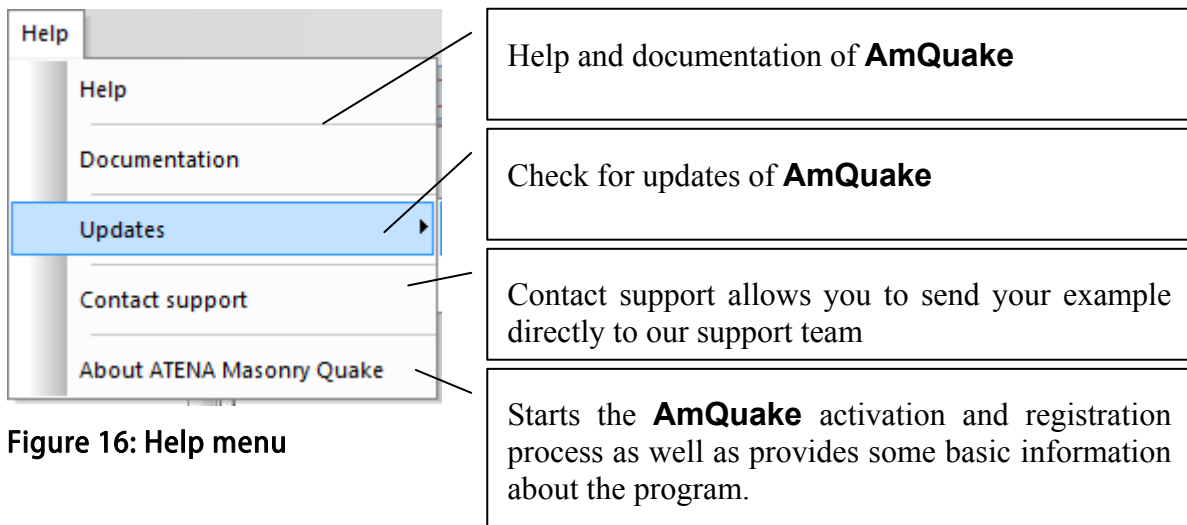 Help
Help
Documentation
Updates
Contact support
About ATENA Masonry Quake
Figure 16: Help menu
Help and documentation of AmQuake
Check for updates of AmQuake
Contact support allows you to send your example
directly to our support team
Starts the AmQuake activation and registration
process as well as provides some basic information
about the program.